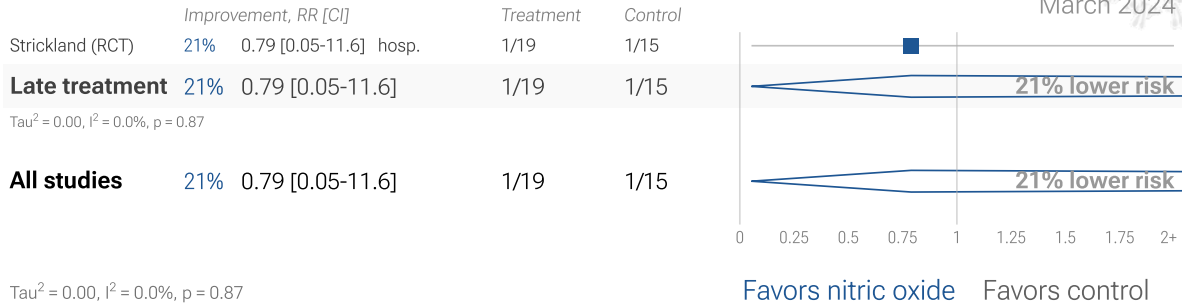 March 2024
Improvement, RR [CI] Treatment Control
Strickland (RCT) 21% 0.79 [0.05-11.6] hosp. 1/19 1/15
Late treatment 21% 0.79 [0.05-11.6] 1/19 1/15 21% lower risk
Tau² = 0.00, I² = 0.0%, p = 0.87
All studies 21% 0.79 [0.05-11.6] 1/19 1/15 21% lower risk
0 0.25 0.5 0.75 1 1.25 1.5 1.75 2+
Tau² = 0.00, I² = 0.0%, p = 0.87 Favors nitric oxide Favors control